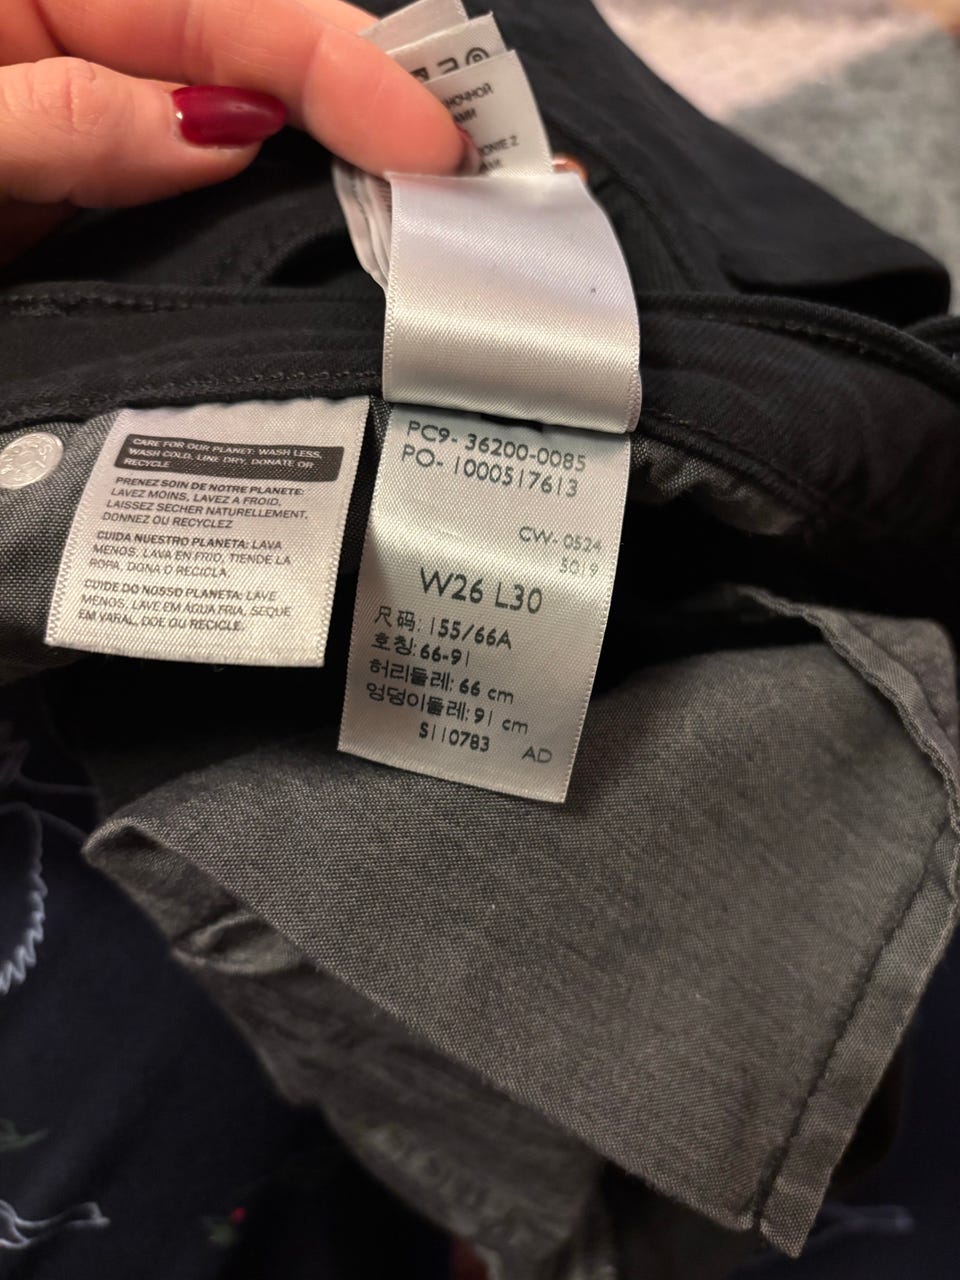 НОЧНОЙ
CARE FOR OUR PLANET: WASH LESS,
WASH COLD, LINE DRY, DONATE OR
RECYCLE
PRENEZ SOIN DE NOTRE PLANETE:
LAVEZ MOINS, LAVEZ A FROID,
LAISSEZ SECHER NATURELLEMENT,
DONNEZ OU RECYCLEZ
CUIDA NUESTRO PLANETA: LAVA
MENOS, LAVA EN FRIO, TIENDE LA
ROPA, DONA O RECICLA.
CUIDE DO NOSSO PLANETA: LAVE
MENOS, LAVE EM ÁGUA FRIA, SEQUE
EM VARAL, DOE OU RECICLE.
PC9- 36200-0085
PO- 1000517613
CW- 0524
5019
W26 L30
尺码: 155/66A
호칭: 66-91
허리둘레: 66 cm
엉덩이둘레: 91 cm
S110783 AD